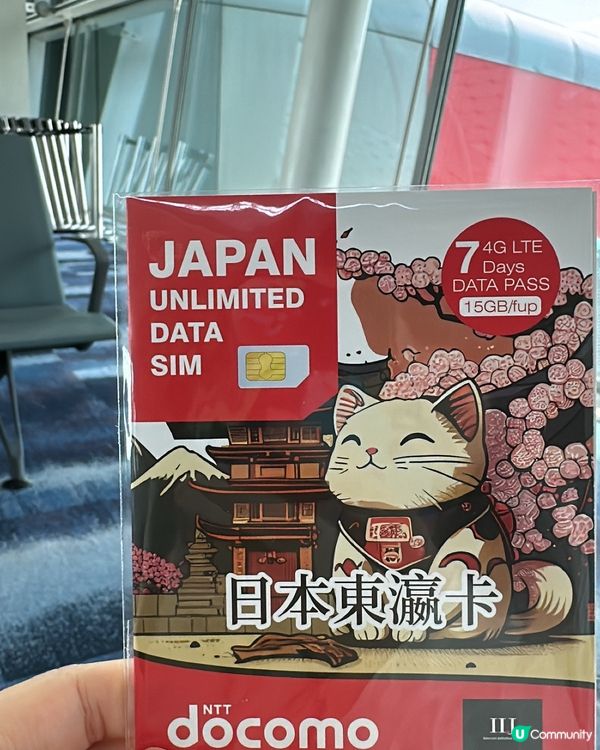 JAPAN
UNLIMITED
DATA
SIM
7 4G LTE
Days
DATA PASS
15GB/fup
日本東瀛卡
NTT
docomo
IIJ
U Community